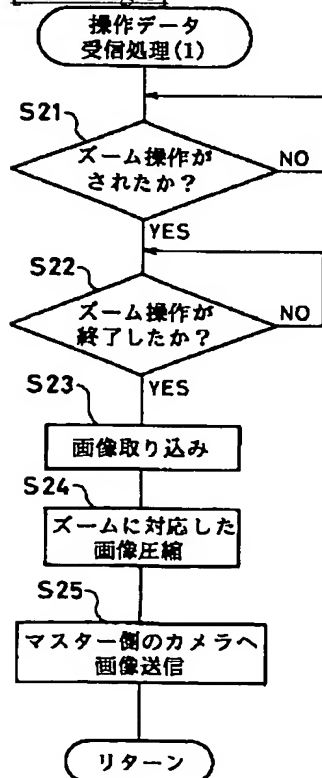 操作データ
受信処理(1)
S21
ズーム操作が
されたか?
NO
YES
S22
ズーム操作が
終了したか?
NO
YES
S23
画像取り込み
S24
ズームに対応した
画像圧縮
S25
マスター側のカメラへ
画像送信
リターン